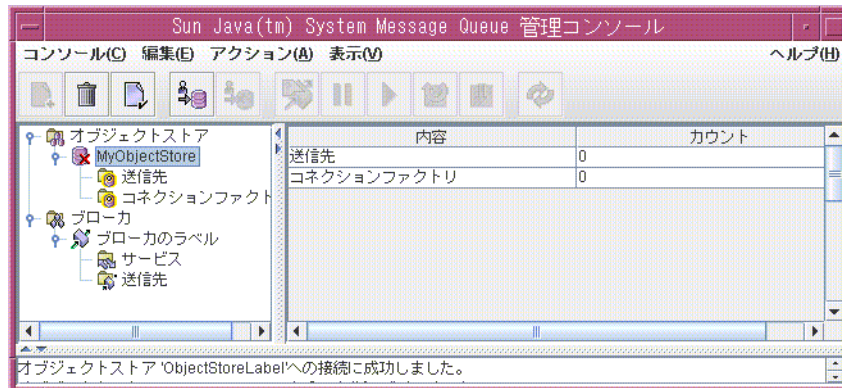 Sun Java(tm) System Message Queue 管理コンソール
コンソール(C) 編集(E) アクション(A) 表示(V) ヘルプ(H)
オブジェクトストア
MyObjectStore
送信先
コネクションファクト
ブローカ
ブローカのラベル
サービス
送信先
内容 カウント
送信先 0
コネクションファクトリ 0
オブジェクトストア 'ObjectStoreLabel'への接続に成功しました。